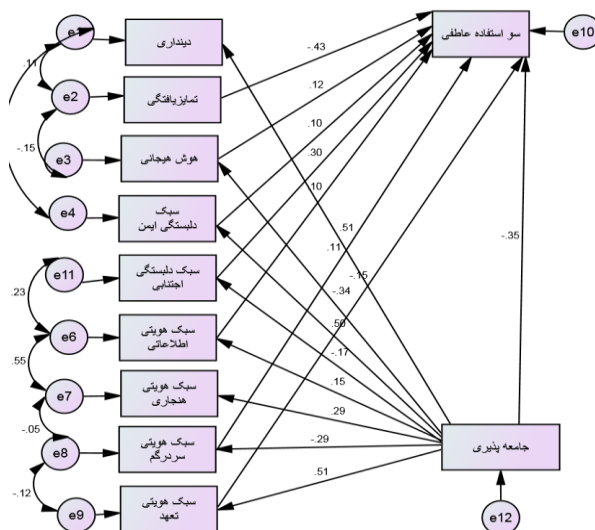 e1
دینداری
سو استفاده عاطفی
e10
.11
-.43
e2
تمایزیافتگی
.12
-.15
e3
هوش هیجانی
.10
.30
.10
e4
سبک
دلبستگی ایمن
.51
.11
-.15
-.35
e11
سبک دلبستگی
اجتنابی
-.34
.23
.50
e6
سبک هویتی
اطلاعاتی
-.17
.15
.55
e7
سبک هویتی
هنجاری
.29
-.05
e8
سبک هویتی
سردرگم
-.29
جامعه پذیری
-.12
.51
e9
سبک هویتی
تعهد
e12